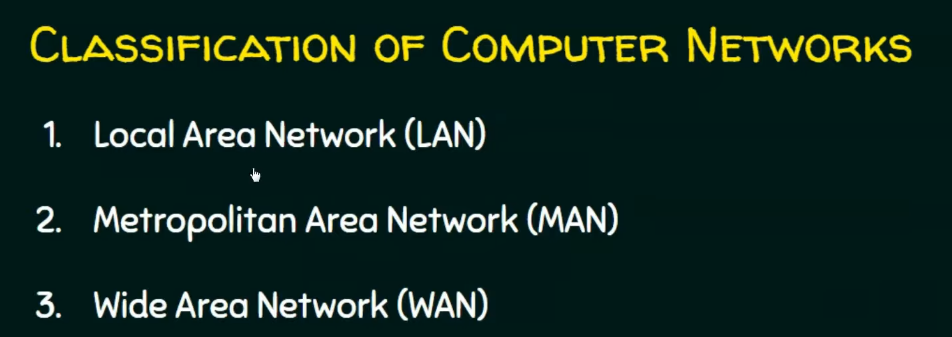 Classification of Computer Networks
1. Local Area Network (LAN)
2. Metropolitan Area Network (MAN)
3. Wide Area Network (WAN)